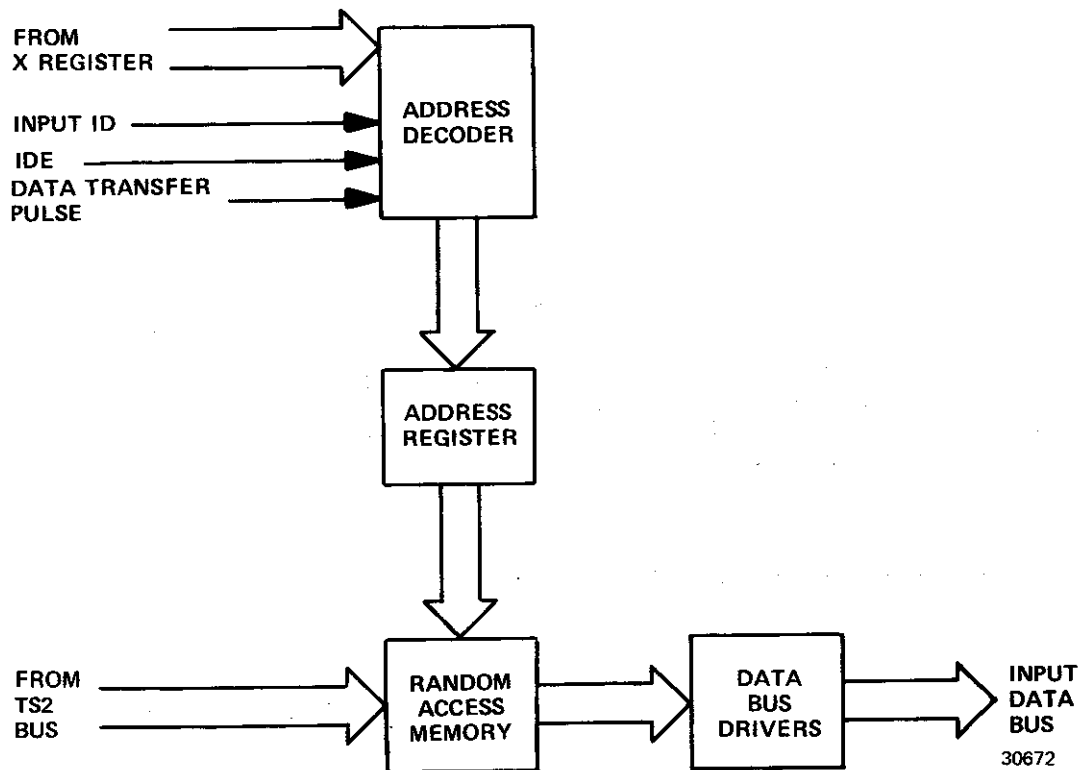 FROM
X REGISTER
INPUT ID
IDE
DATA TRANSFER
PULSE
ADDRESS
DECODER
ADDRESS
REGISTER
FROM
TS2
BUS
RANDOM
ACCESS
MEMORY
DATA
BUS
DRIVERS
INPUT
DATA
BUS
30672